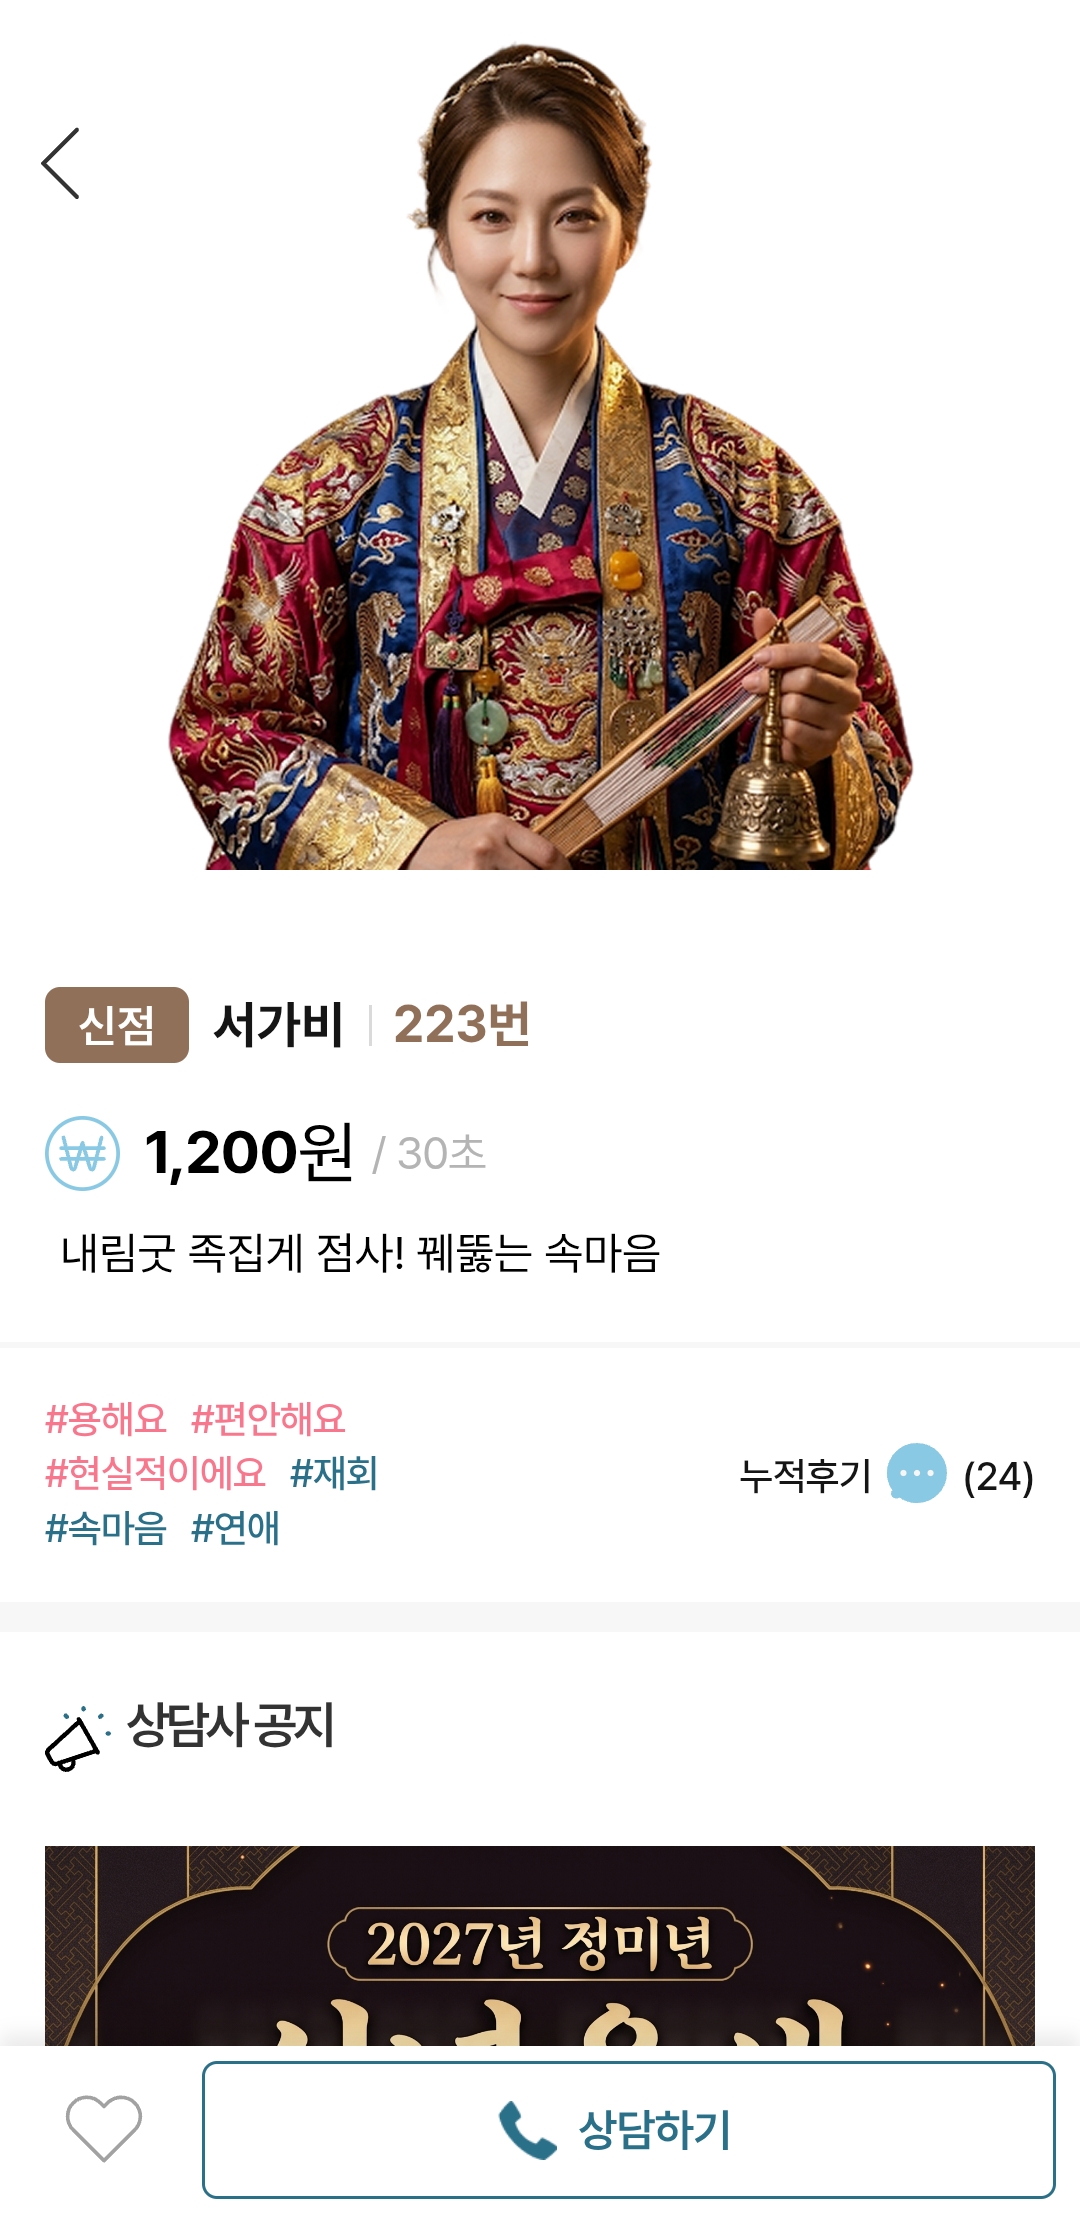 신점 서가비 223번
1,200원 / 30초
내림굿 족집게 점사! 꿰뚫는 속마음
#용해요 #편안해요
#현실적이에요 #재회
#속마음 #연애
누적후기 (24)
상담사 공지
2027년 정미년
상담하기